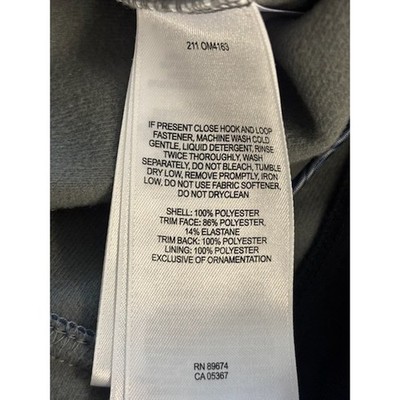 211 OM4183
IF PRESENT CLOSE HOOK AND LOOP
FASTENER, MACHINE WASH COLD
GENTLE, LIQUID DETERGENT, RINSE
TWICE THOROUGHLY, WASH
SEPARATELY, DO NOT BLEACH, TUMBLE
DRY LOW, REMOVE PROMPTLY, IRON
LOW. DO NOT USE FABRIC SOFTENER,
DO NOT DRYCLEAN
SHELL: 100% POLYESTER
TRIM FACE: 86% POLYESTER,
14% ELASTANE
TRIM BACK: 100% POLYESTER
LINING: 100% POLYESTER
EXCLUSIVE OF ORNAMENTATION
RN 89674
CA 05367